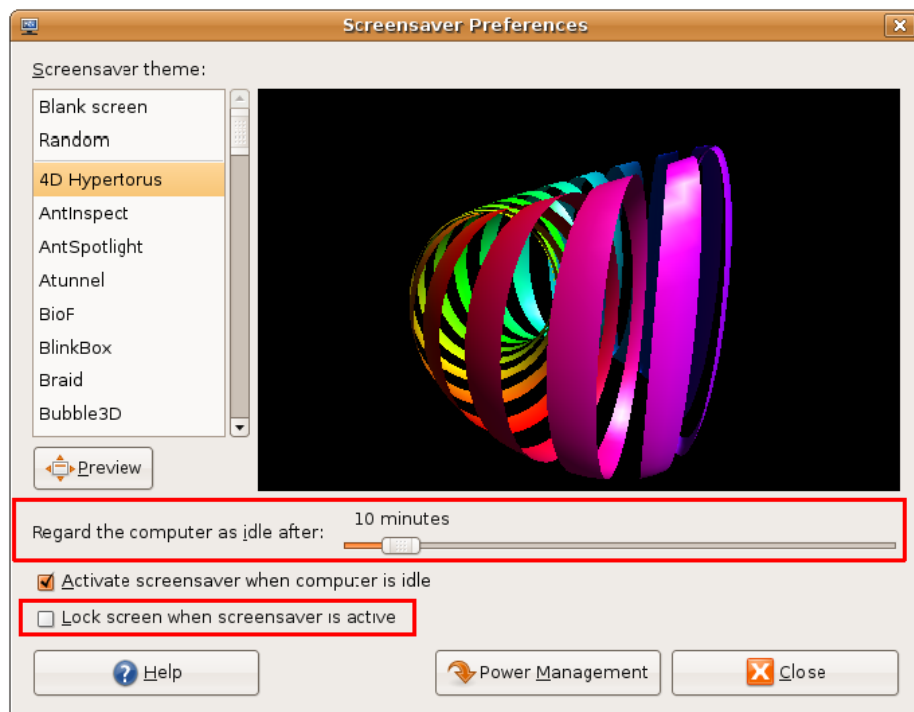 Screensaver Preferences
Screensaver theme:
Blank screen
Random
4D Hypertorus
AntInspect
AntSpotlight
Atunnel
BioF
BlinkBox
Braid
Bubble3D
Preview
10 minutes
Regard the computer as idle after:
Activate screensaver when computer is idle
Lock screen when screensaver is active
Help
Power Management
Close